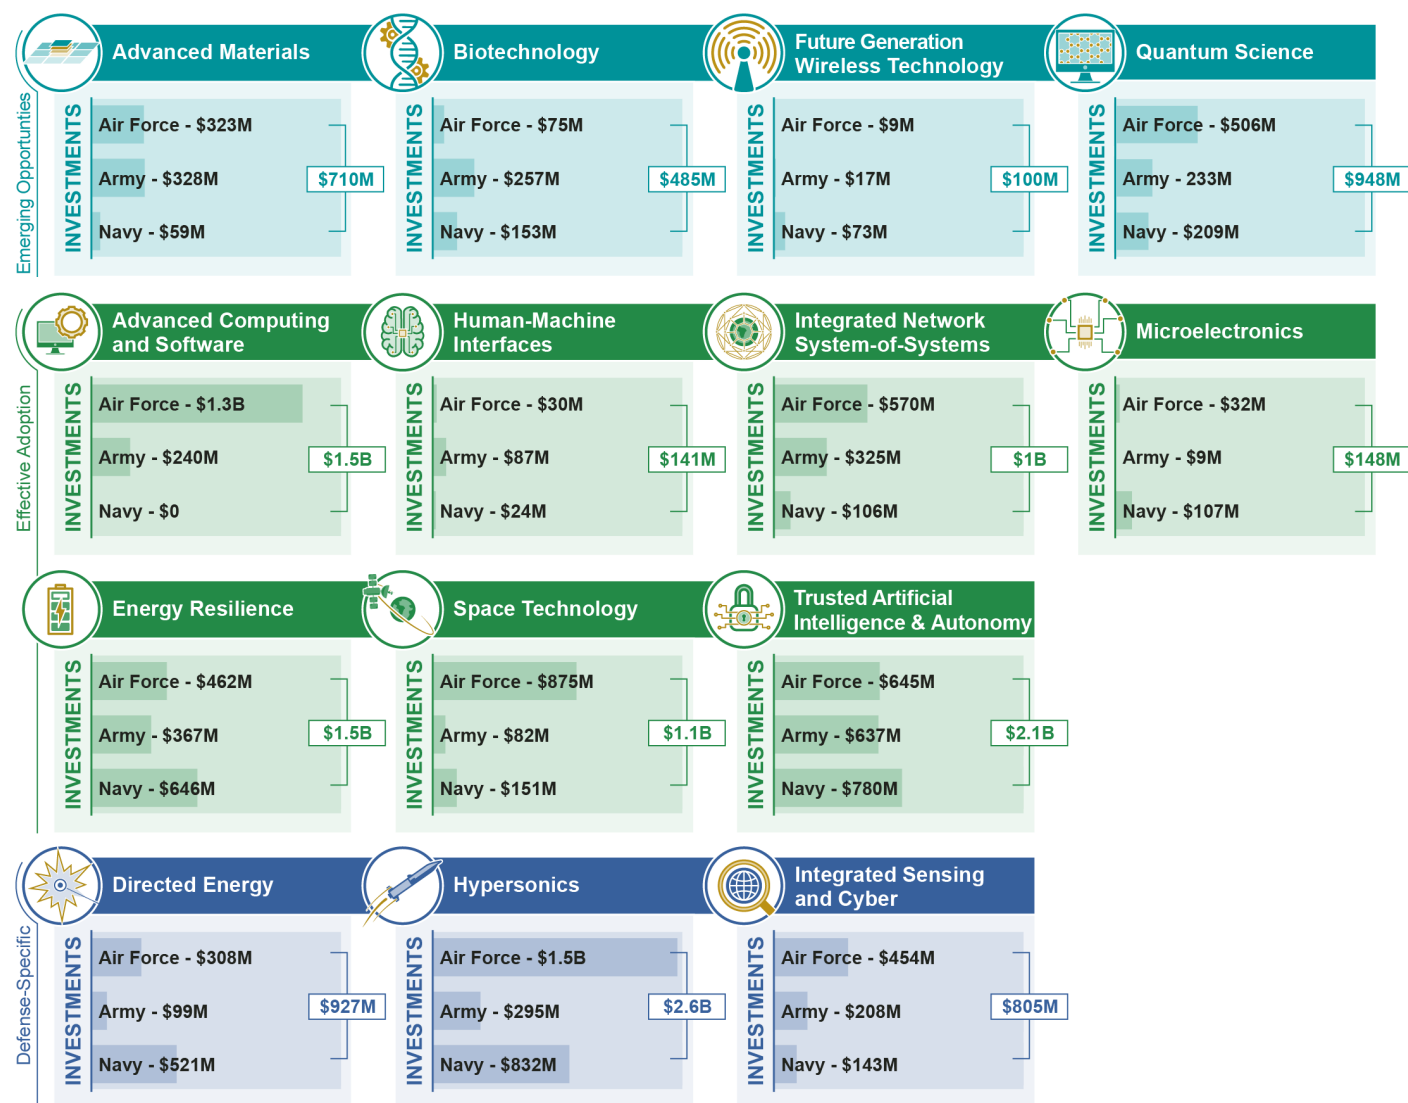 Emerging Opportunties
Advanced Materials
INVESTMENTS
Air Force - $323M
Army - $328M
Navy - $59M
$710M
Biotechnology
INVESTMENTS
Air Force - $75M
Army - $257M
Navy - $153M
$485M
Future Generation
Wireless Technology
INVESTMENTS
Air Force - $9M
Army - $17M
Navy - $73M
$100M
Quantum Science
INVESTMENTS
Air Force - $506M
Army - 233M
Navy - $209M
$948M
Effective Adoption
Advanced Computing
and Software
INVESTMENTS
Air Force - $1.3B
Army - $240M
Navy - $0
$1.5B
Human-Machine
Interfaces
INVESTMENTS
Air Force - $30M
Army - $87M
Navy - $24M
$141M
Integrated Network
System-of-Systems
INVESTMENTS
Air Force - $570M
Army - $325M
Navy - $106M
$1B
Microelectronics
INVESTMENTS
Air Force - $32M
Army - $9M
Navy - $107M
$148M
Energy Resilience
INVESTMENTS
Air Force - $462M
Army - $367M
Navy - $646M
$1.5B
Space Technology
INVESTMENTS
Air Force - $875M
Army - $82M
Navy - $151M
$1.1B
Trusted Artificial
Intelligence & Autonomy
INVESTMENTS
Air Force - $645M
Army - $637M
Navy - $780M
$2.1B
Defense-Specific
Directed Energy
INVESTMENTS
Air Force - $308M
Army - $99M
Navy - $521M
$927M
Hypersonics
INVESTMENTS
Air Force - $1.5B
Army - $295M
Navy - $832M
$2.6B
Integrated Sensing
and Cyber
INVESTMENTS
Air Force - $454M
Army - $208M
Navy - $143M
$805M